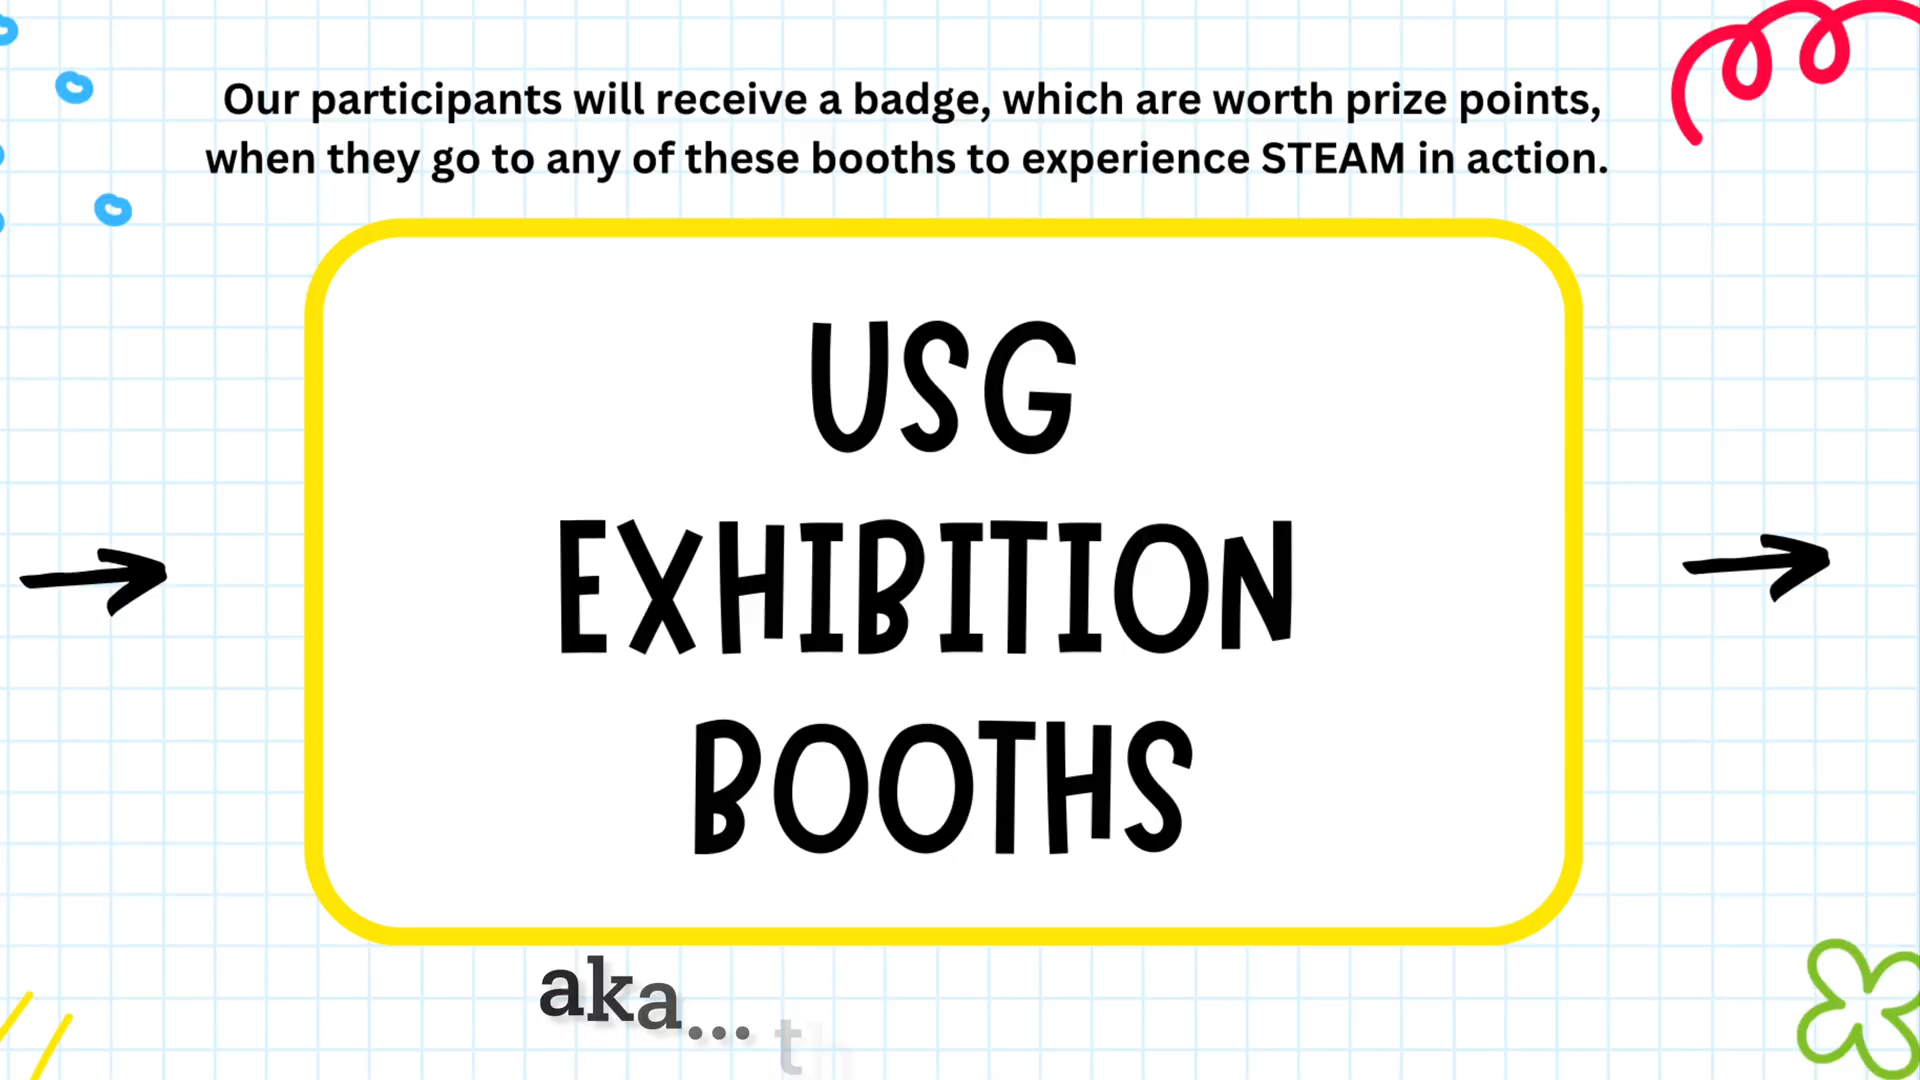 Our participants will receive a badge, which are worth prize points,
when they go to any of these booths to experience STEAM in action.
USG
EXHIBITION
BOOTHS
aka...